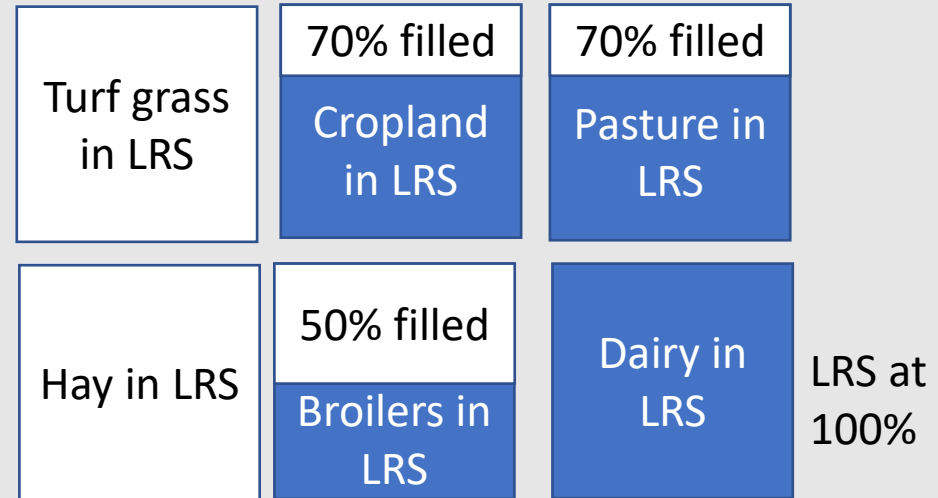 Turf grass
in LRS
70% filled
Cropland
in LRS
70% filled
Pasture in
LRS
Hay in LRS
50% filled
Broilers in
LRS
Dairy in
LRS
LRS at
100%